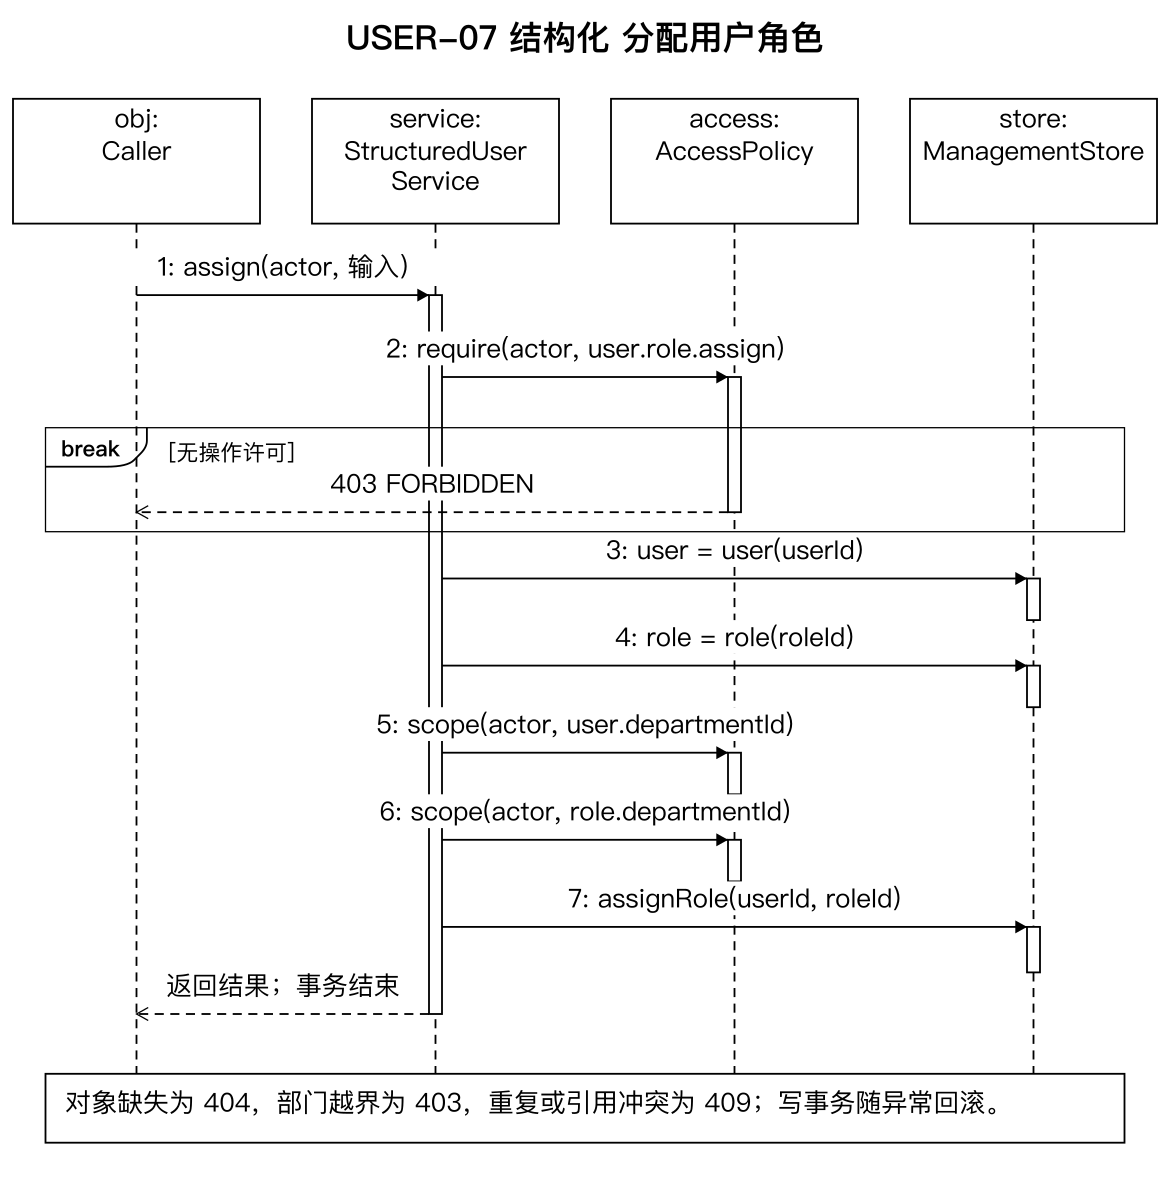 USER-07 结构化 分配用户角色
obj:
Caller
service:
StructuredUser
Service
access:
AccessPolicy
store:
ManagementStore
1: assign(actor, 输入)
2: require(actor, user.role.assign)
break
[无操作许可]
403 FORBIDDEN
3: user = user(userId)
4: role = role(roleId)
5: scope(actor, user.departmentId)
6: scope(actor, role.departmentId)
7: assignRole(userId, roleId)
返回结果；事务结束
对象缺失为 404，部门越界为 403，重复或引用冲突为 409；写事务随异常回滚。